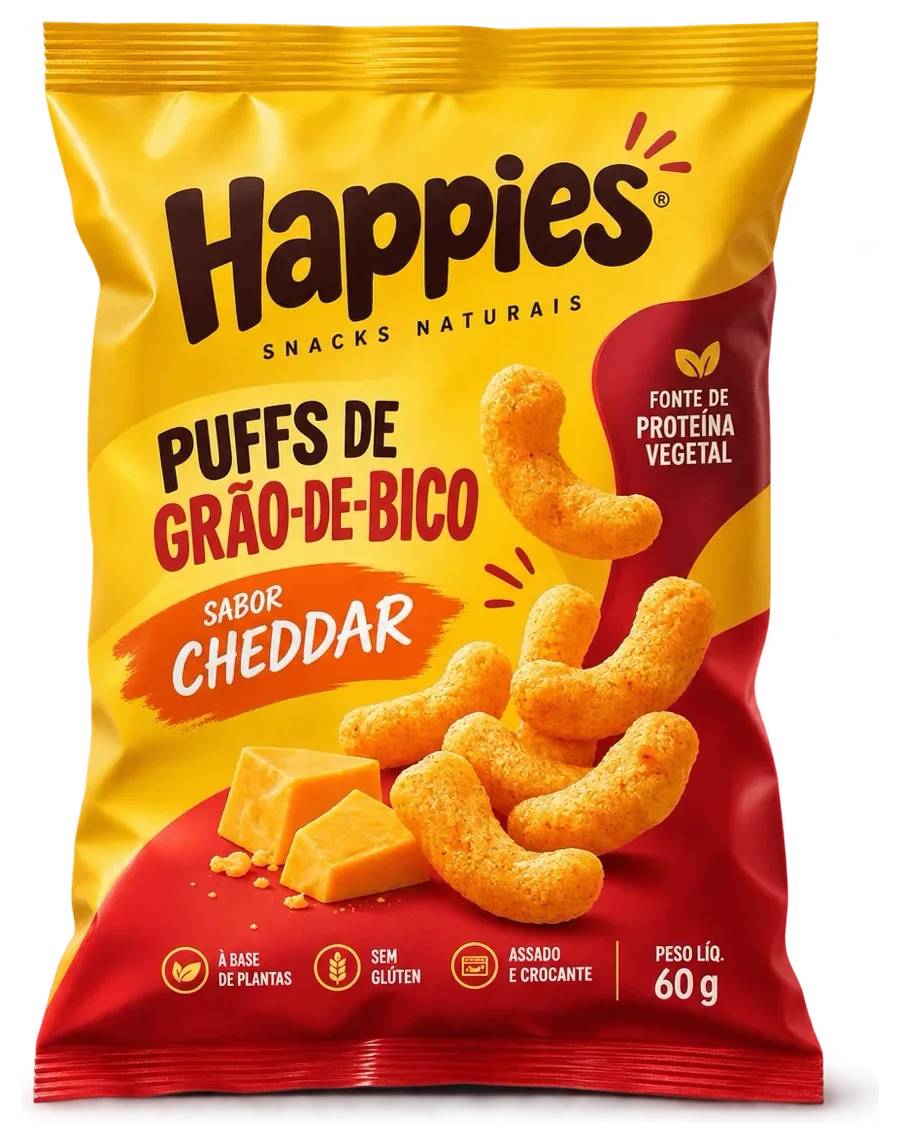 Happies®
SNACKS NATURAIS
FONTE DE
PROTEÍNA
VEGETAL
PUFFS DE
GRÃO-DE-BICO
SABOR
CHEDDAR
À BASE
DE PLANTAS
SEM
GLÚTEN
ASSADO
E CROCANTE
PESO LÍQ.
60 g